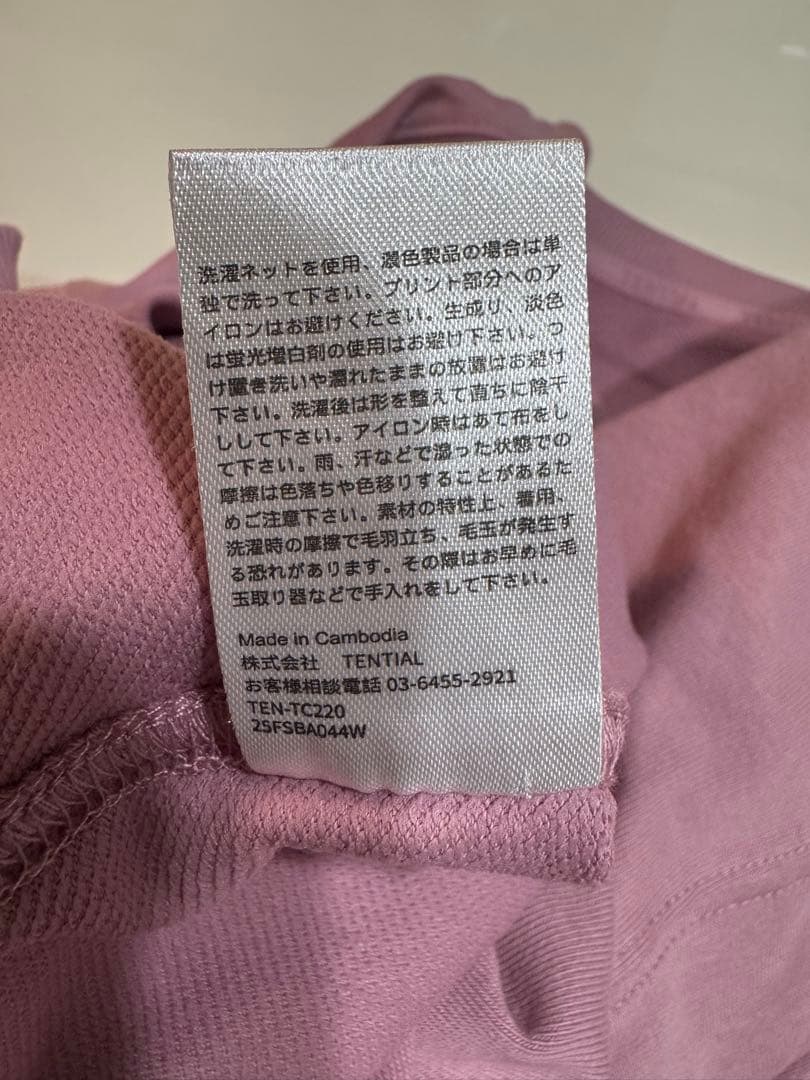 洗濯ネットを使用、濃色製品の場合は単
独で洗って下さい。プリント部分へのア
イロンはお避けください。生成り、淡色
は蛍光増白剤の使用はお避け下さい。つ
け置き洗いや濡れたままの放置はお避け
下さい。洗濯後は形を整えて直ちに陰干
しして下さい。アイロン時はあて布をし
て下さい。雨、汗などで湿った状態での
摩擦は色落ちや色移りすることがあるた
めご注意下さい。素材の特性上、着用、
洗濯時の摩擦で毛羽立ち、毛玉が発生す
る恐れがあります。その際はお早めに毛
玉取り器などで手入れをして下さい。
Made in Cambodia
株式会社 TENTIAL
お客様相談電話 03-6455-2921
TEN-TC220
25FSBA044W